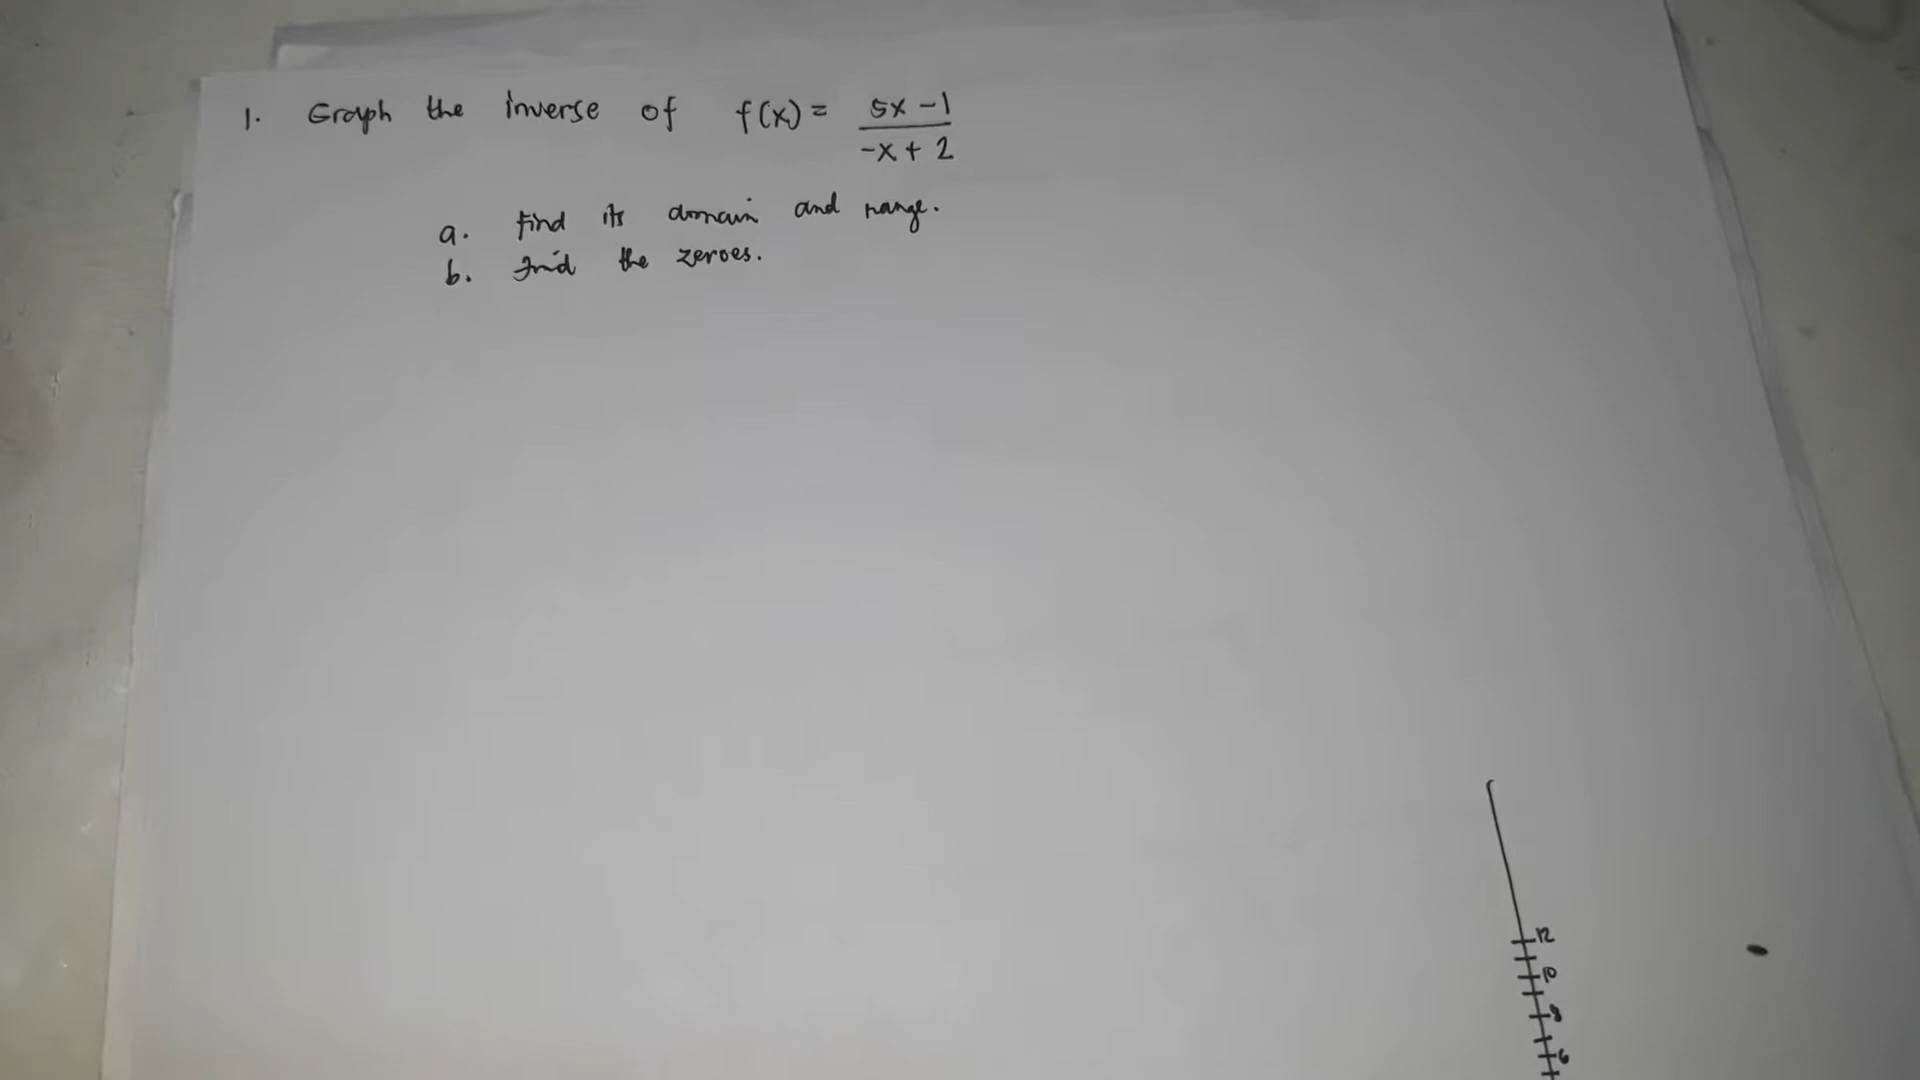 1. Graph the inverse of f(x) = 5x - 1 / -x + 2
a. find its domain and range.
b. find the zeroes.
12
10
8
6